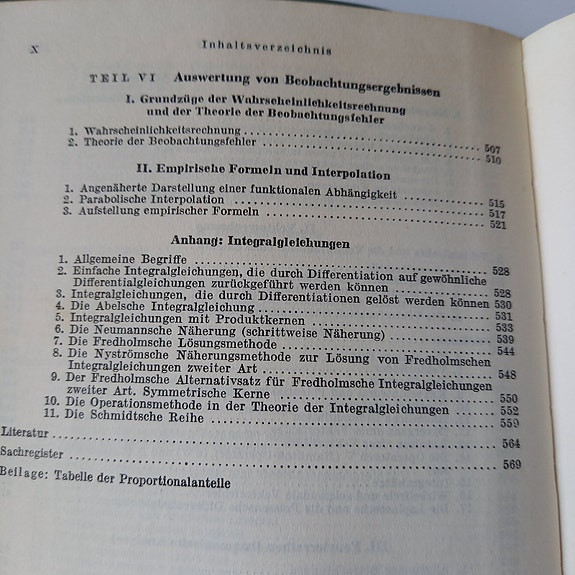 X Inhaltsverzeichnis
TEIL VI Auswertung von Beobachtungsergebnissen
I. Grundzüge der Wahrscheinlichkeitsrechnung
und der Theorie der Beobachtungsfehler
1. Wahrscheinlichkeitsrechnung 507
2. Theorie der Beobachtungsfehler 510
II. Empirische Formeln und Interpolation
1. Angenäherte Darstellung einer funktionalen Abhängigkeit 515
2. Parabolische Interpolation 517
3. Aufstellung empirischer Formeln 521
Anhang: Integralgleichungen
1. Allgemeine Begriffe 528
2. Einfache Integralgleichungen, die durch Differentiation auf gewöhnliche
Differentialgleichungen zurückgeführt werden können 528
3. Integralgleichungen, die durch Differentiationen gelöst werden können 530
4. Die Abelsche Integralgleichung 531
5. Integralgleichungen mit Produktkernen 533
6. Die Neumannsche Näherung (schrittweise Näherung) 539
7. Die Fredholmsche Lösungsmethode 544
8. Die Nyströmsche Näherungsmethode zur Lösung von Fredholmschen
Integralgleichungen zweiter Art 548
9. Der Fredholmsche Alternativsatz für Fredholmsche Integralgleichungen
zweiter Art. Symmetrische Kerne 550
10. Die Operationsmethode in der Theorie der Integralgleichungen 552
11. Die Schmidtsche Reihe 559
Literatur 564
Sachregister 569
Beilage: Tabelle der Proportionalanteile